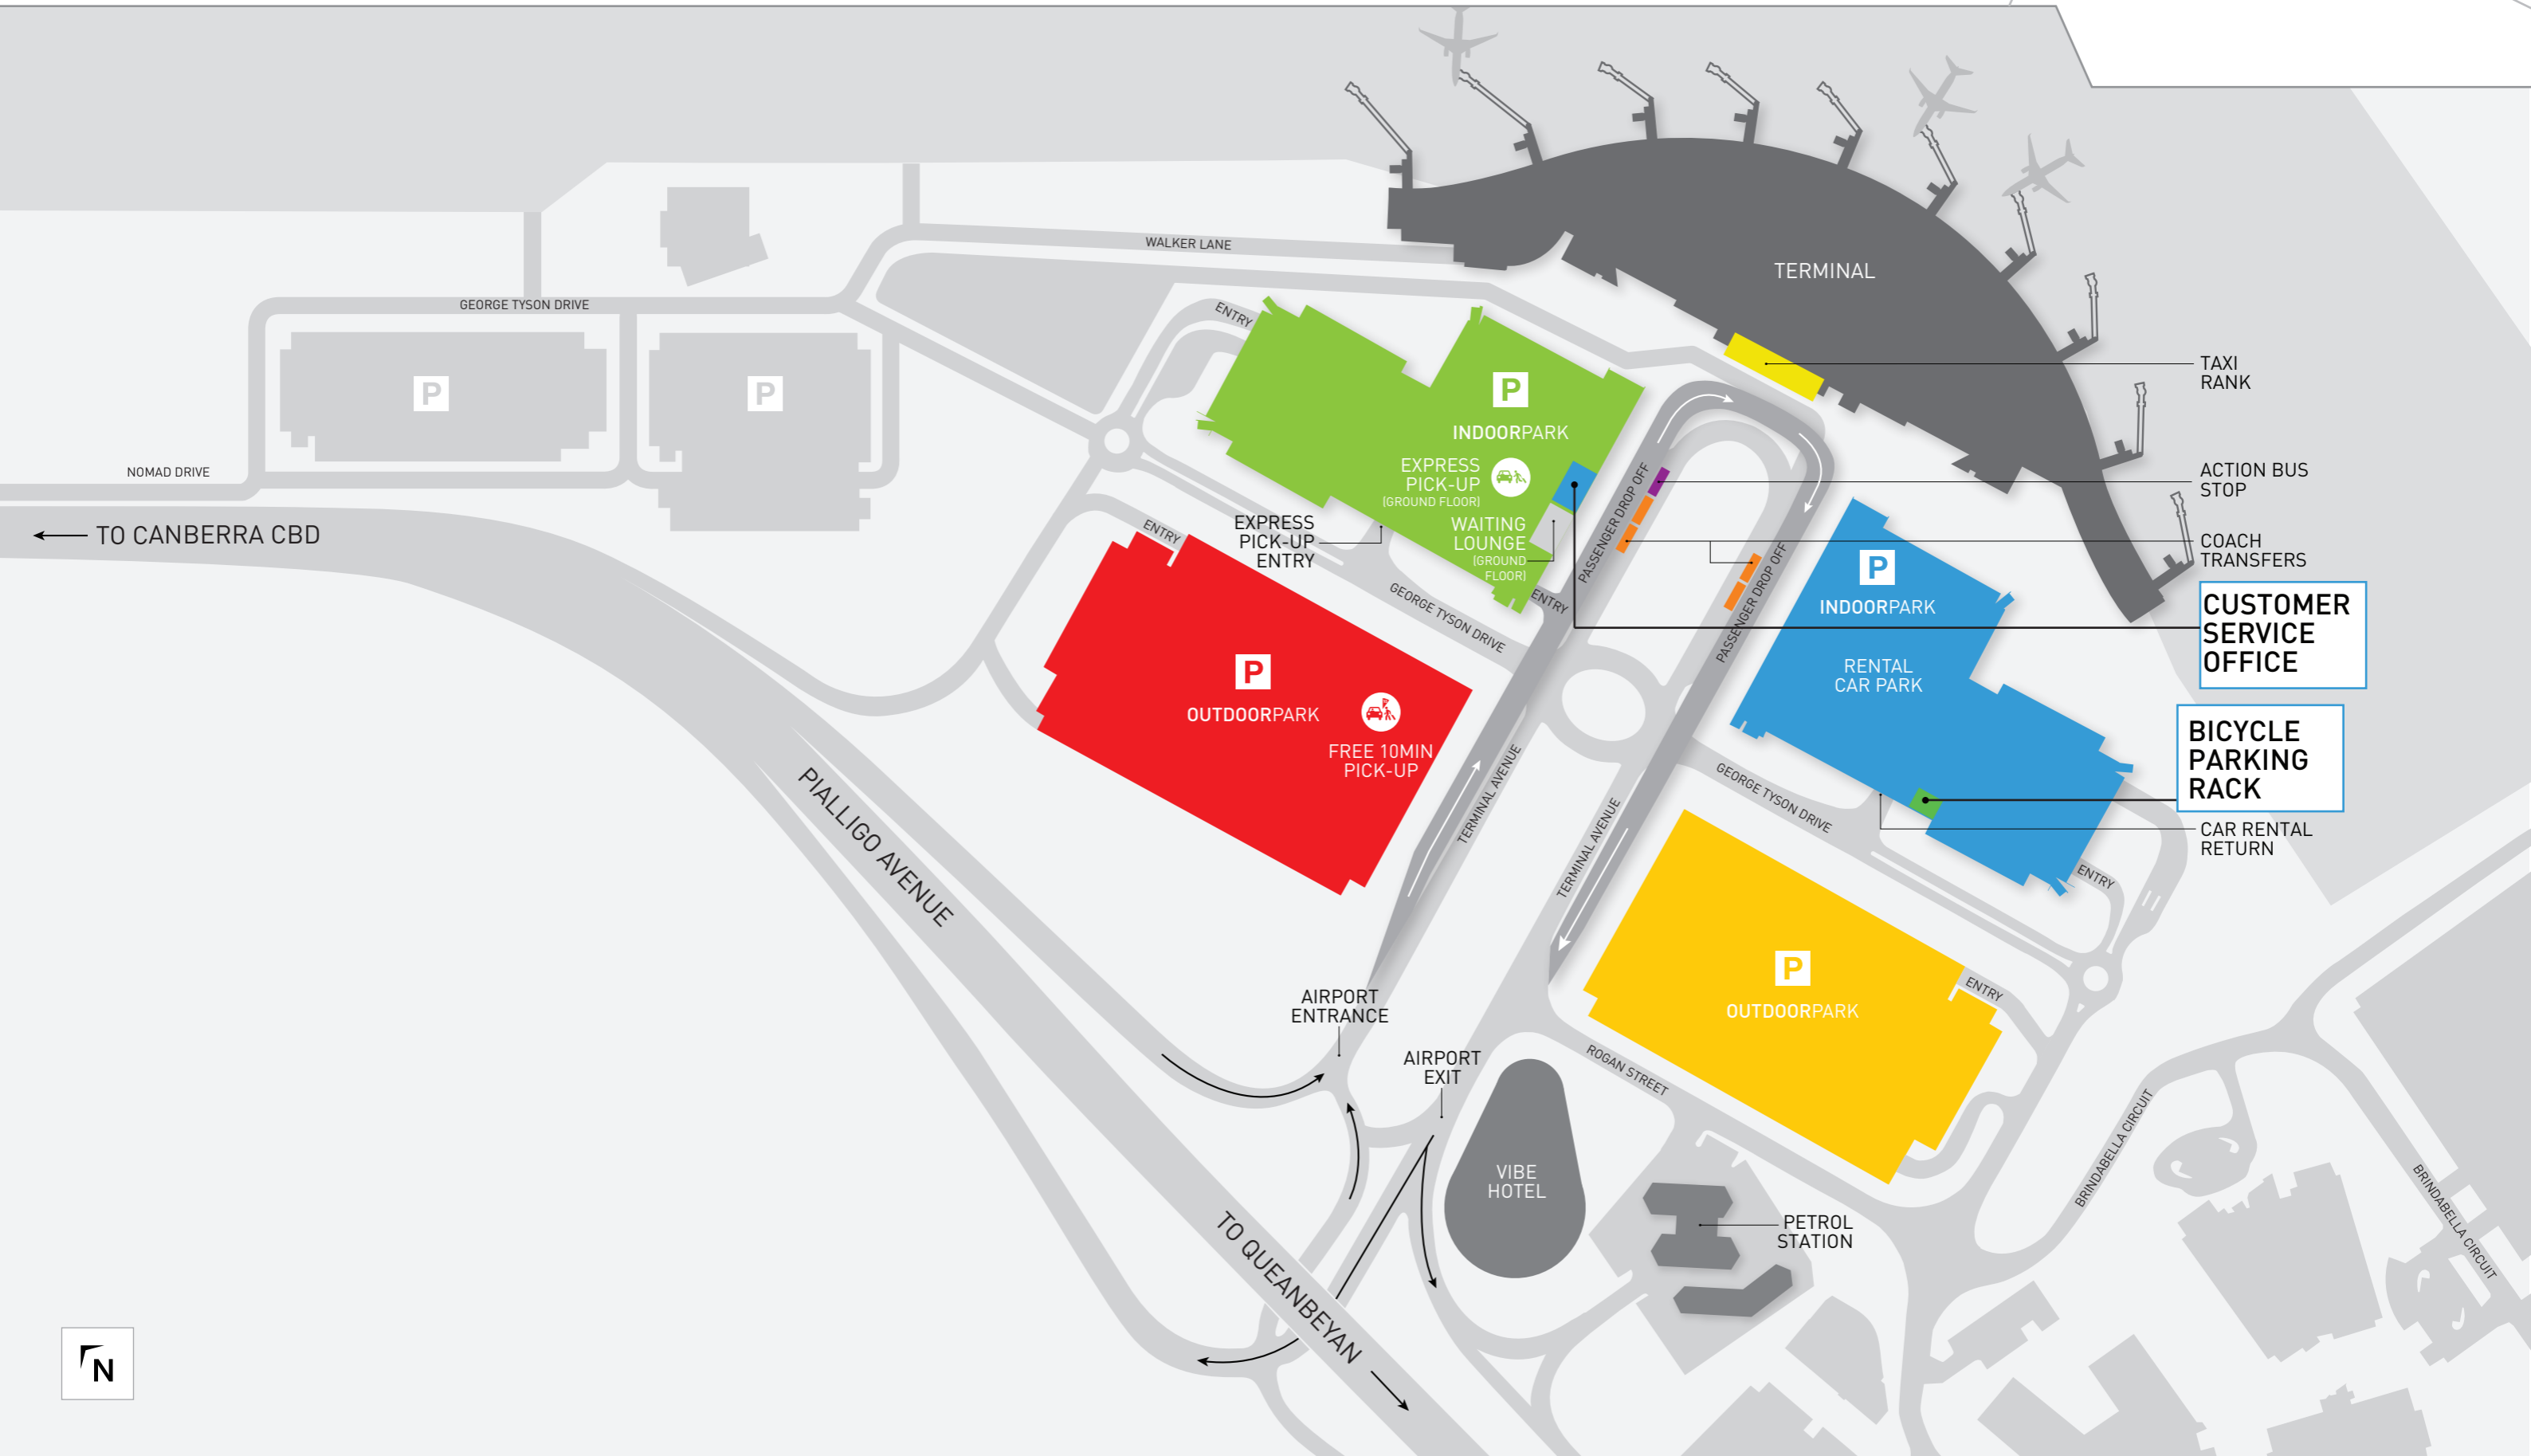 WALKER LANE
TERMINAL
GEORGE TYSON DRIVE
ENTRY
TAXI
RANK
P
P
P
INDOORPARK
NOMAD DRIVE
EXPRESS
PICK-UP
(GROUND FLOOR)
PASSENGER DROP OFF
ACTION BUS
STOP
TO CANBERRA CBD
ENTRY
EXPRESS
PICK-UP
ENTRY
WAITING
LOUNGE
(GROUND
FLOOR)
COACH
TRANSFERS
P
INDOORPARK
PASSENGER DROP OFF
ENTRY
GEORGE TYSON DRIVE
CUSTOMER
SERVICE
OFFICE
RENTAL
CAR PARK
P
OUTDOORPARK
FREE 10MIN
PICK-UP
BICYCLE
PARKING
RACK
TERMINAL AVENUE
GEORGE TYSON DRIVE
TERMINAL AVENUE
CAR RENTAL
RETURN
PIALLIGO AVENUE
ENTRY
P
OUTDOORPARK
ENTRY
AIRPORT
ENTRANCE
AIRPORT
EXIT
ROGAN STREET
BRINDABELLA CIRCUIT
VIBE
HOTEL
PETROL
STATION
BRINDABELLA CIRCUIT
TO QUEANBEYAN
N